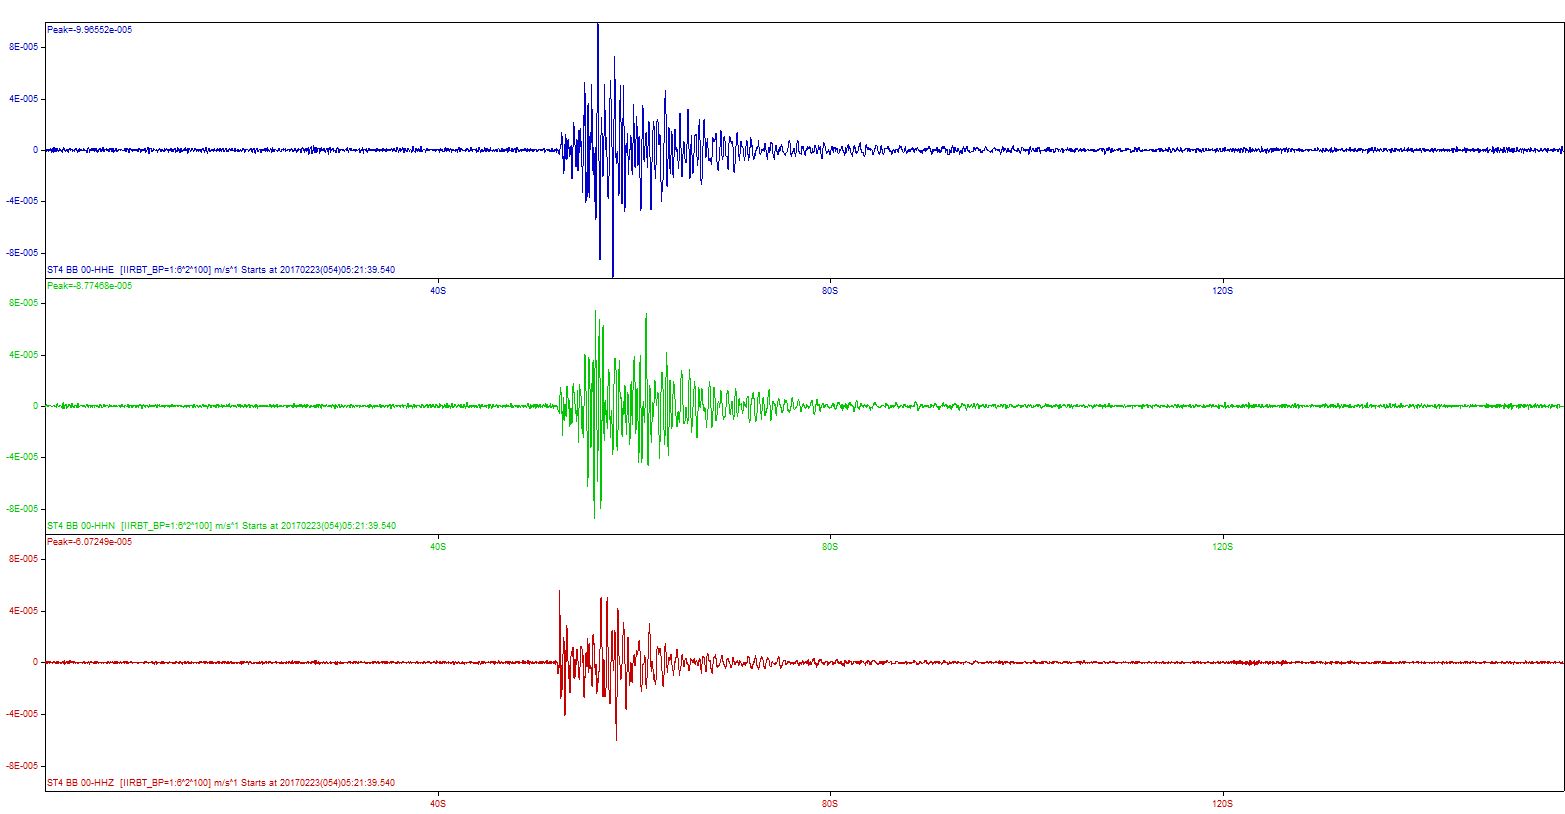 Peak=-9.96552e-005
8E-005
4E-005
0
-4E-005
-8E-005
ST4 BB 00-HHE [IIRBT_BP=1:6^2^100] m/s^1 Starts at 20170223(054)05:21:39.540
40S 80S 120S
Peak=-8.77468e-005
8E-005
4E-005
0
-4E-005
-8E-005
ST4 BB 00-HHN [IIRBT_BP=1:6^2^100] m/s^1 Starts at 20170223(054)05:21:39.540
40S 80S 120S
Peak=-6.07249e-005
8E-005
4E-005
0
-4E-005
-8E-005
ST4 BB 00-HHZ [IIRBT_BP=1:6^2^100] m/s^1 Starts at 20170223(054)05:21:39.540
40S 80S 120S